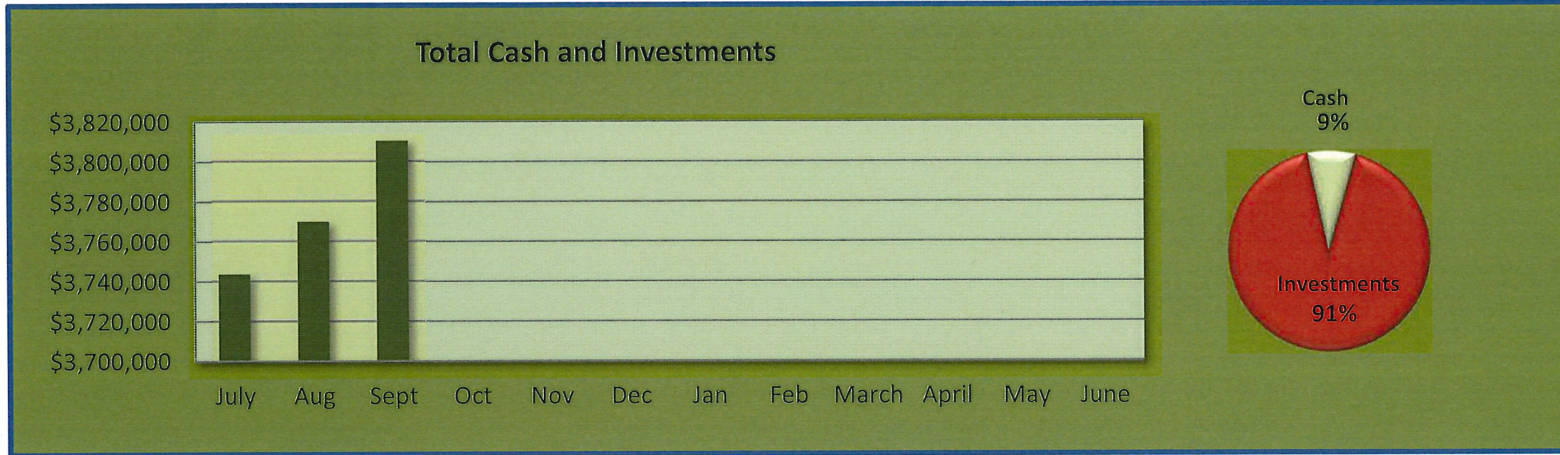 Total Cash and Investments
$3,820,000
$3,800,000
$3,780,000
$3,760,000
$3,740,000
$3,720,000
$3,700,000
July Aug Sept Oct Nov Dec Jan Feb March April May June
Cash
9%
Investments
91%